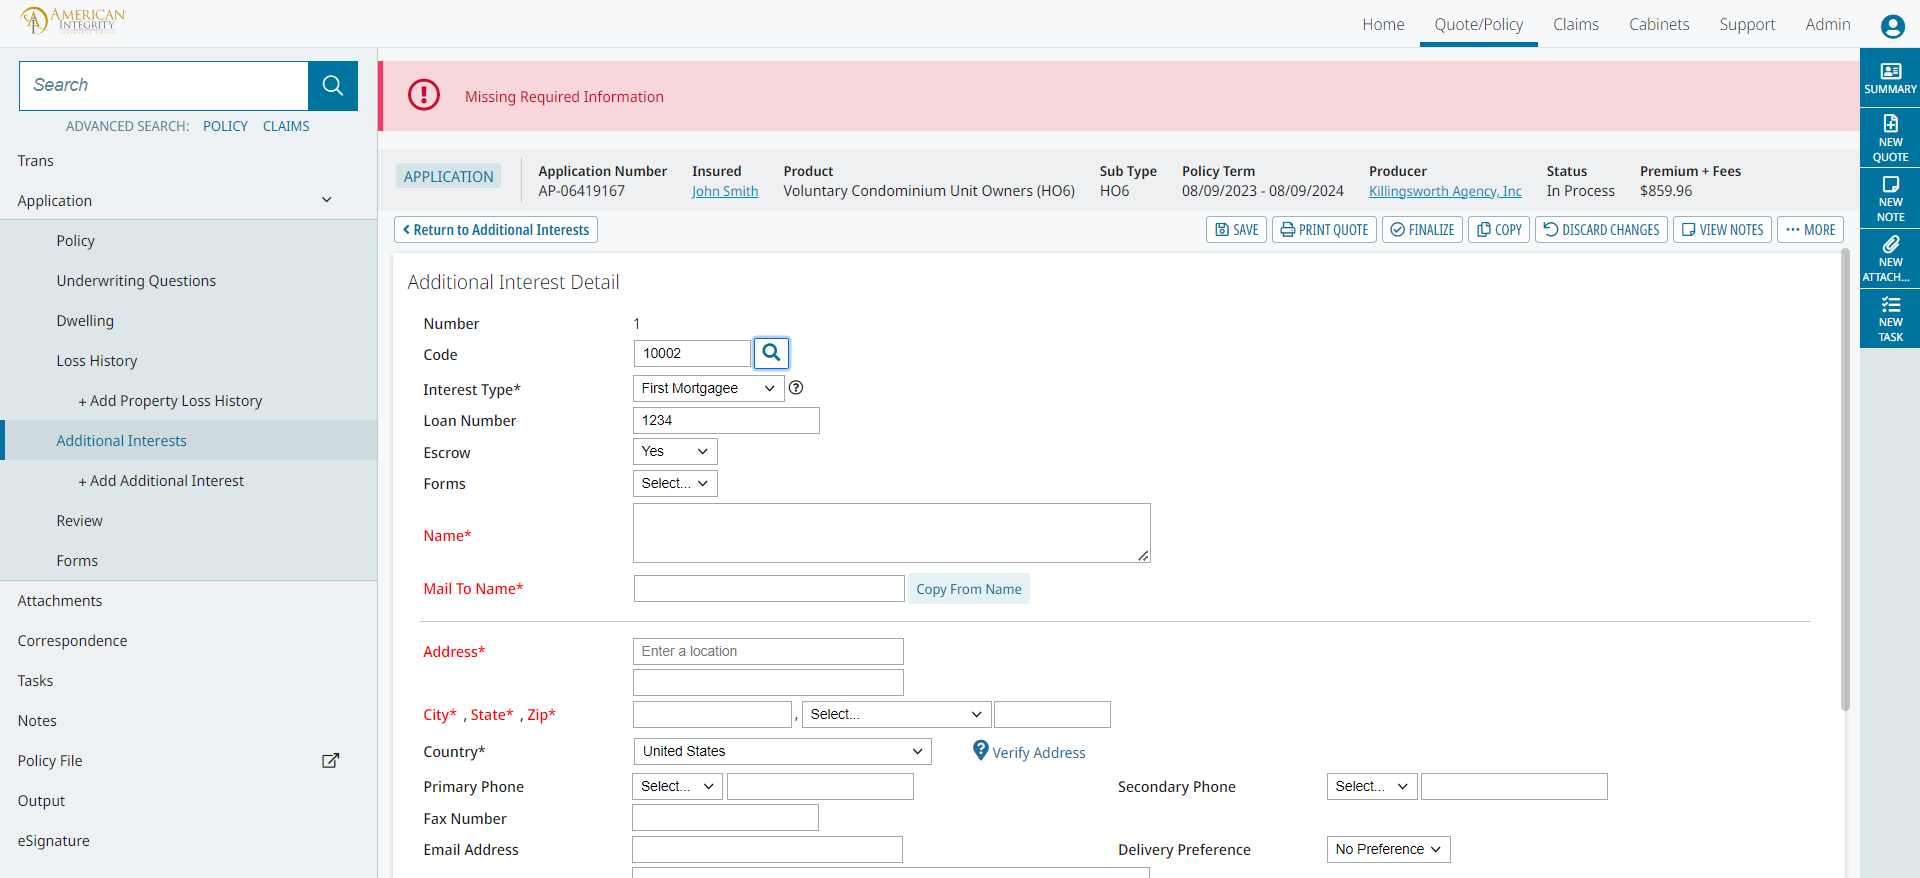 AMERICAN
INTEGRITY
Home
Quote/Policy
Claims
Cabinets
Support
Admin
Search
ADVANCED SEARCH: POLICY CLAIMS
Trans
Application
Policy
Underwriting Questions
Dwelling
Loss History
+ Add Property Loss History
Additional Interests
+ Add Additional Interest
Review
Forms
Attachments
Correspondence
Tasks
Notes
Policy File
Output
eSignature
Missing Required Information
APPLICATION
Application Number
AP-06419167
Insured
John Smith
Product
Voluntary Condominium Unit Owners (HO6)
Sub Type
HO6
Policy Term
08/09/2023 - 08/09/2024
Producer
Killingsworth Agency, Inc
Status
In Process
Premium + Fees
$859.96
Return to Additional Interests
SAVE
PRINT QUOTE
FINALIZE
COPY
DISCARD CHANGES
VIEW NOTES
MORE
Additional Interest Detail
Number 1
Code 10002
Interest Type* First Mortgagee
Loan Number 1234
Escrow Yes
Forms Select...
Name*
Mail To Name* Copy From Name
Address* Enter a location
City* , State* , Zip* , Select...
Country* United States Verify Address
Primary Phone Select... Secondary Phone Select...
Fax Number
Email Address Delivery Preference No Preference
SUMMARY
NEW
QUOTE
NEW
NOTE
NEW
ATTACH...
NEW
TASK